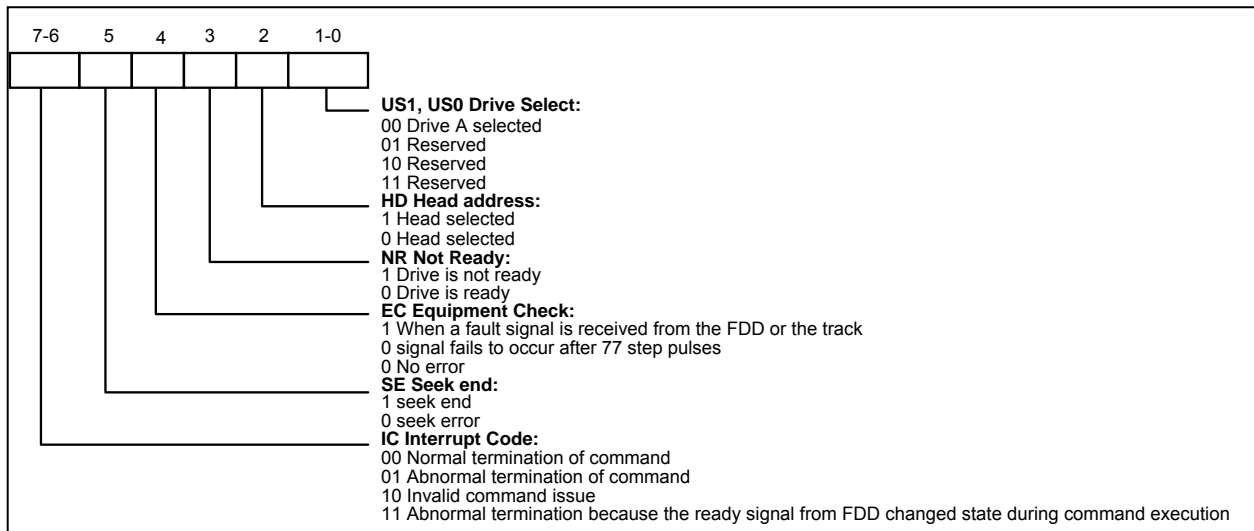 7-6 5 4 3 2 1-0
US1, US0 Drive Select:
00 Drive A selected
01 Reserved
10 Reserved
11 Reserved
HD Head address:
1 Head selected
0 Head selected
NR Not Ready:
1 Drive is not ready
0 Drive is ready
EC Equipment Check:
1 When a fault signal is received from the FDD or the track
0 signal fails to occur after 77 step pulses
0 No error
SE Seek end:
1 seek end
0 seek error
IC Interrupt Code:
00 Normal termination of command
01 Abnormal termination of command
10 Invalid command issue
11 Abnormal termination because the ready signal from FDD changed state during command execution